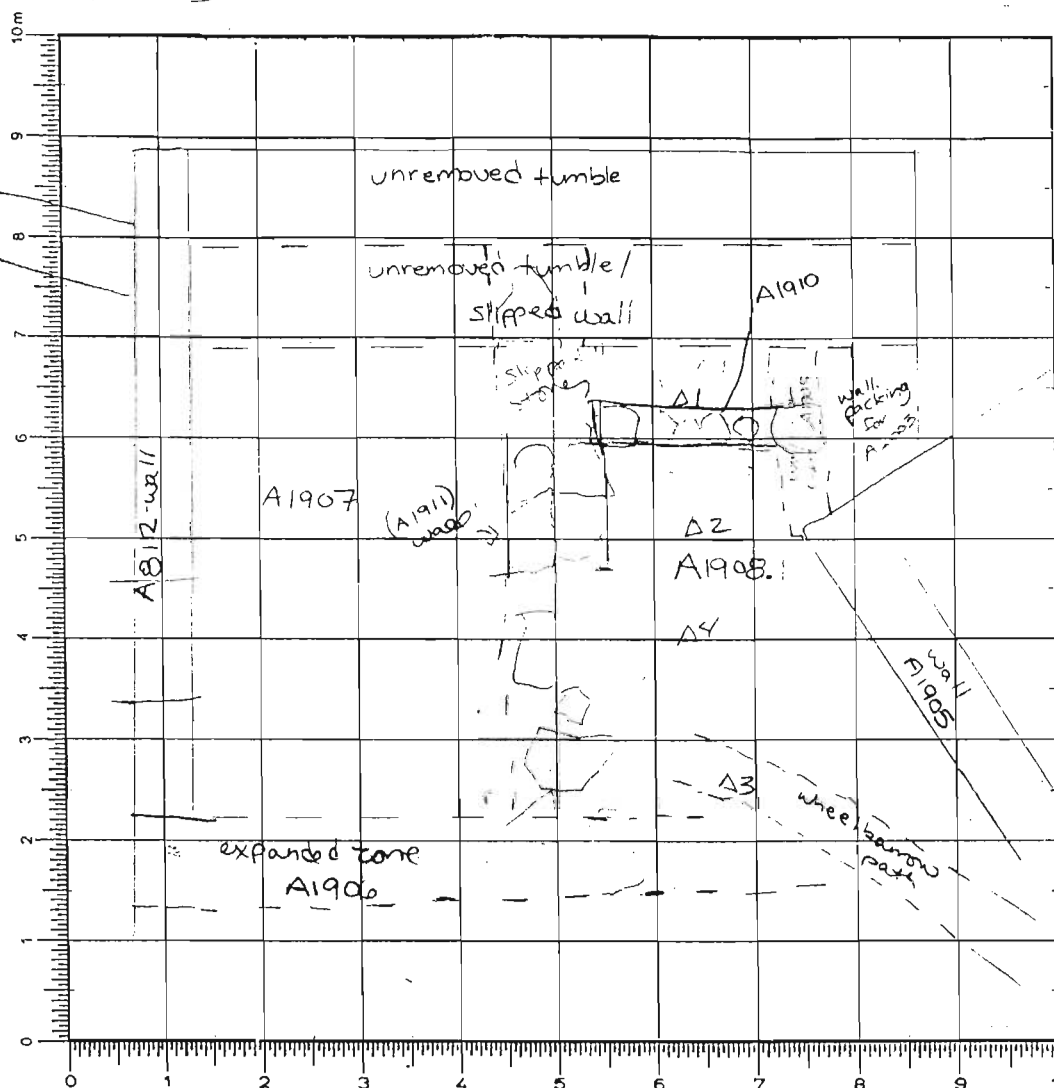 10m
9
8
7
6
5
4
3
2
1
0
unremoved tumble
unremoved tumble/
slipped wall
A1910
slipped
stones
Δ1
wall
packing
for
A812-wall
A1907
(A1911)
wall
Δ2
A1908
Δ4
wall
A1905
Δ3
wheelbarrow
path
expanded zone
A1906
0 1 2 3 4 5 6 7 8 9